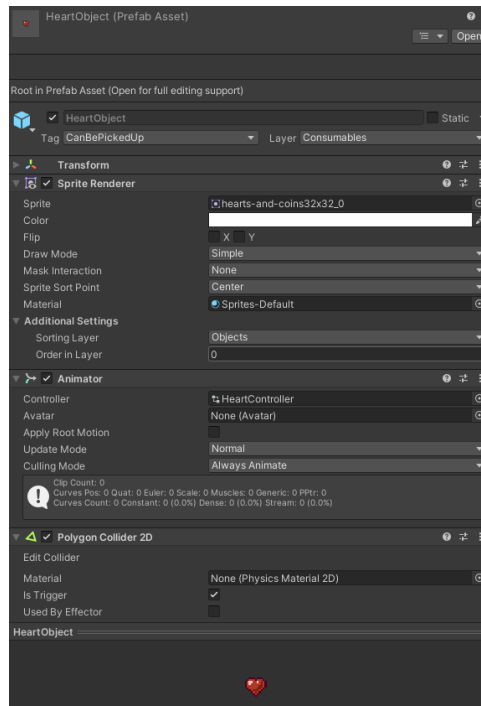 HeartObject (Prefab Asset)
Open
Root in Prefab Asset (Open for full editing support)
HeartObject Static
Tag CanBePickedUp Layer Consumables
Transform
Sprite Renderer
Sprite hearts-and-coins32x32_0
Color
Flip X Y
Draw Mode Simple
Mask Interaction None
Sprite Sort Point Center
Material Sprites-Default
Additional Settings
Sorting Layer Objects
Order in Layer 0
Animator
Controller HeartController
Avatar None (Avatar)
Apply Root Motion
Update Mode Normal
Culling Mode Always Animate
Clip Count: 0
Curves Pos: 0 Quat: 0 Euler: 0 Scale: 0 Muscles: 0 Generic: 0 PPtr: 0
Curves Count: 0 Constant: 0 (0.0%) Dense: 0 (0.0%) Stream: 0 (0.0%)
Polygon Collider 2D
Edit Collider
Material None (Physics Material 2D)
Is Trigger
Used By Effector
HeartObject